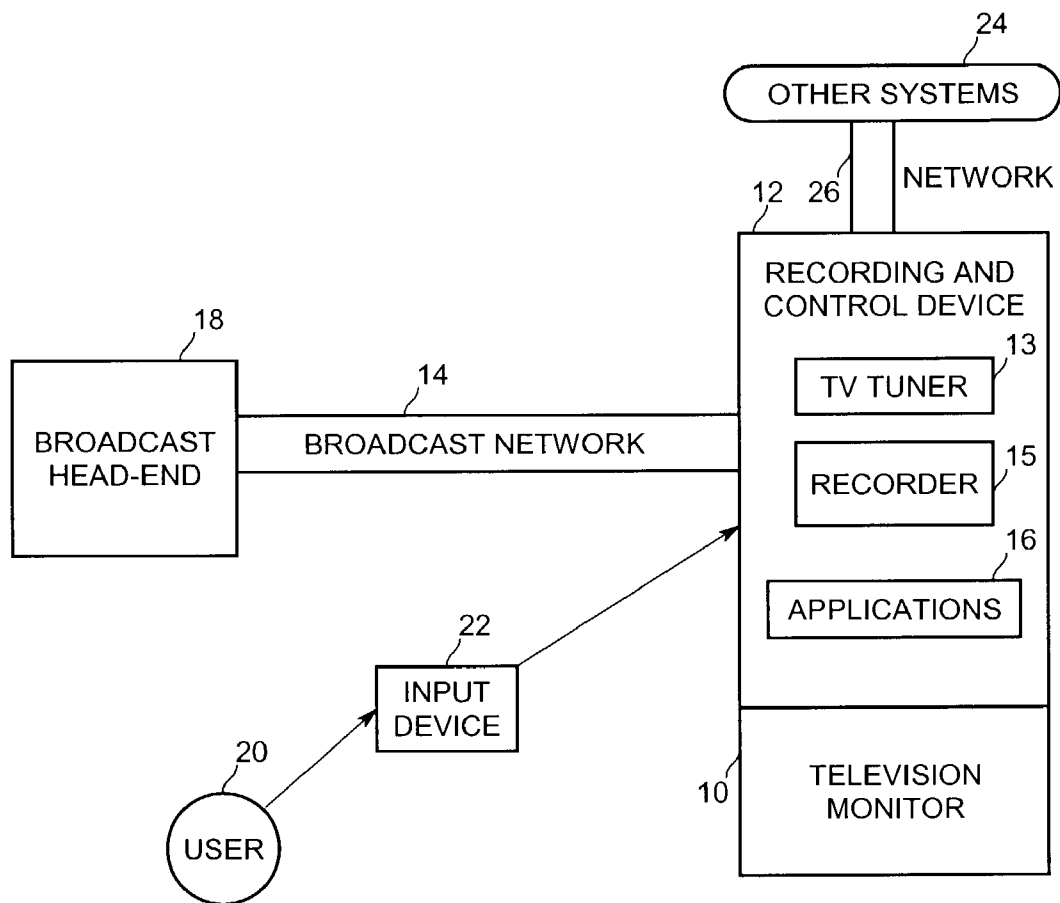 24
OTHER SYSTEMS
26
NETWORK
12
RECORDING AND
CONTROL DEVICE
13
TV TUNER
15
RECORDER
16
APPLICATIONS
18
BROADCAST
HEAD-END
14
BROADCAST NETWORK
22
INPUT
DEVICE
20
USER
10
TELEVISION
MONITOR